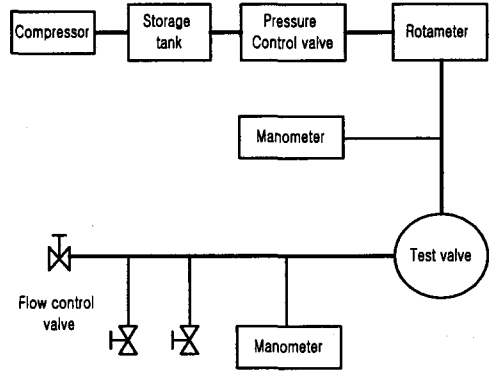 Compressor
Storage
tank
Pressure
Control valve
Rotameter
Manometer
Test valve
Flow control
valve
Manometer